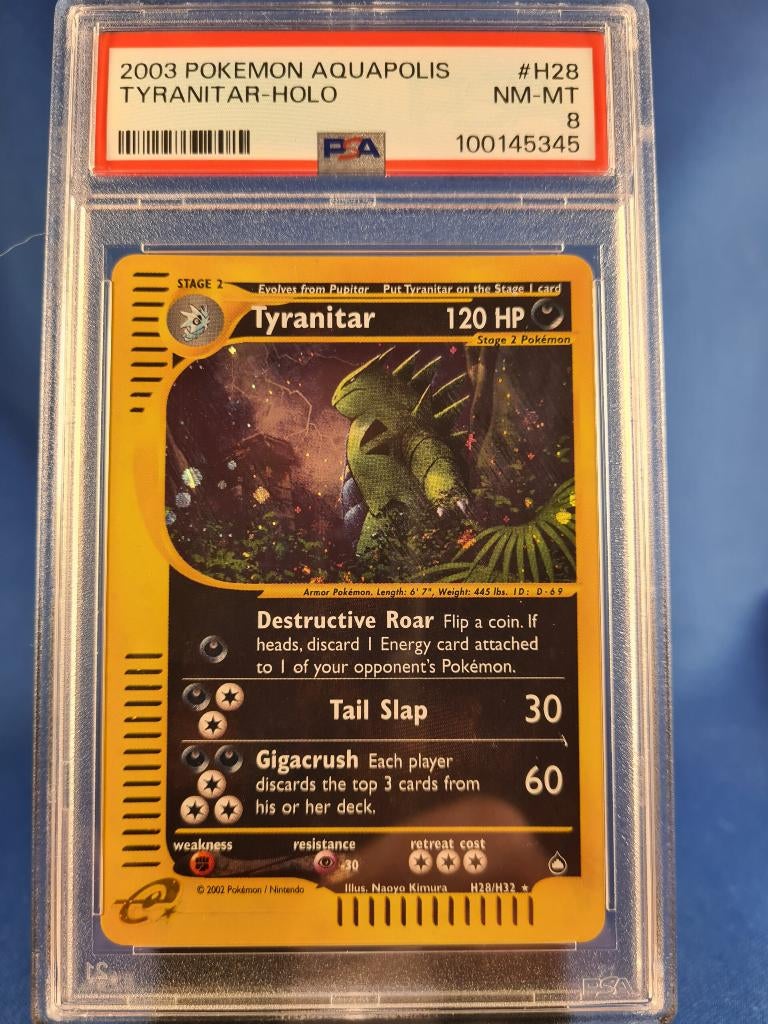 2003 POKEMON AQUAPOLIS #H28
TYRANITAR-HOLO NM-MT
8
PSA 100145345
STAGE 2 Evolves from Pupitar Put Tyranitar on the Stage 1 card
Tyranitar 120 HP
Stage 2 Pokémon
Armor Pokémon. Length: 6' 7", Weight: 445 lbs. ID: D-69
Destructive Roar Flip a coin. If
heads, discard 1 Energy card attached
to 1 of your opponent's Pokémon.
Tail Slap 30
Gigacrush Each player
discards the top 3 cards from
his or her deck. 60
weakness resistance retreat cost
-30
© 2002 Pokémon / Nintendo Illus. Naoyo Kimura H28/H32 ★
e
PSA